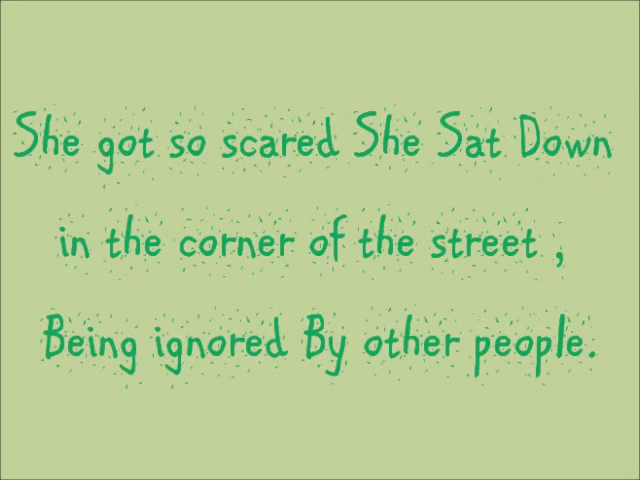 She got so scared She Sat Down
in the corner of the street ,
Being ignored By other people.